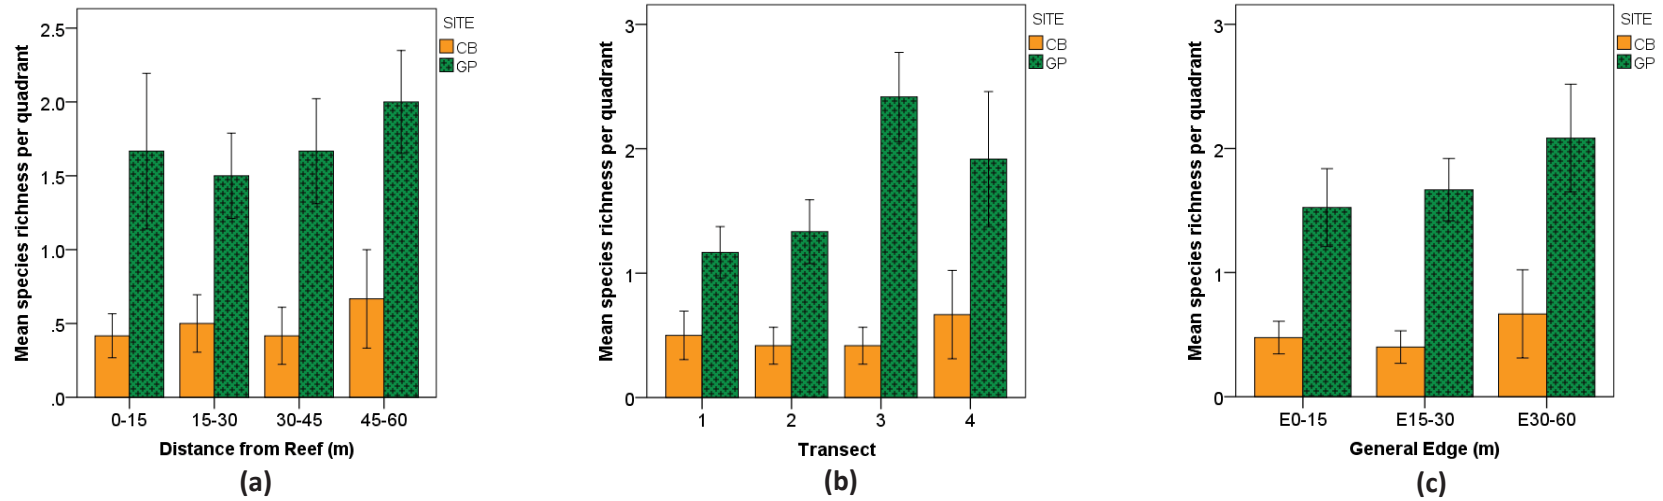 Mean species richness per quadrant
2.5
2.0
1.5
1.0
.5
.0
0-15 15-30 30-45 45-60
Distance from Reef (m)
(a)
SITE
CB
GP
Mean species richness per quadrant
3
2
1
0
1 2 3 4
Transect
(b)
SITE
CB
GP
Mean species richness per quadrant
3
2
1
0
E0-15 E15-30 E30-60
General Edge (m)
(c)
SITE
CB
GP